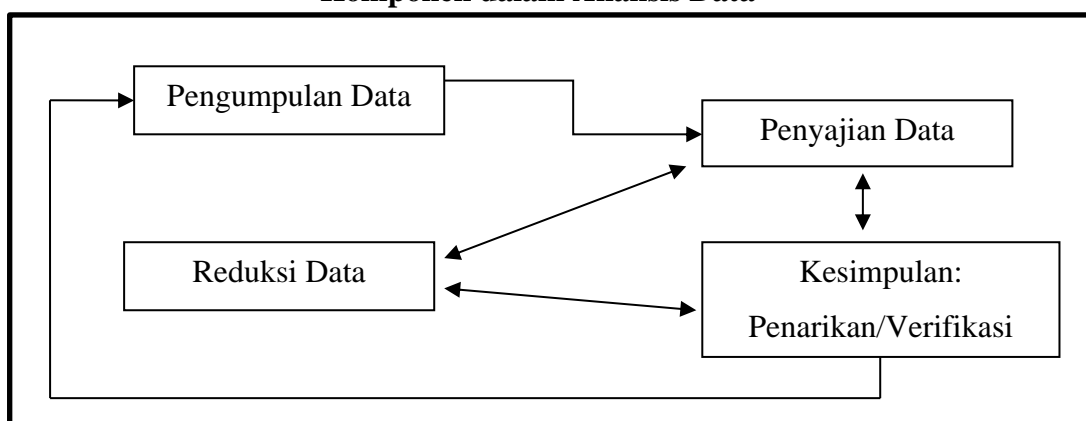 Pengumpulan Data
Penyajian Data
Reduksi Data
Kesimpulan:
Penarikan/Verifikasi